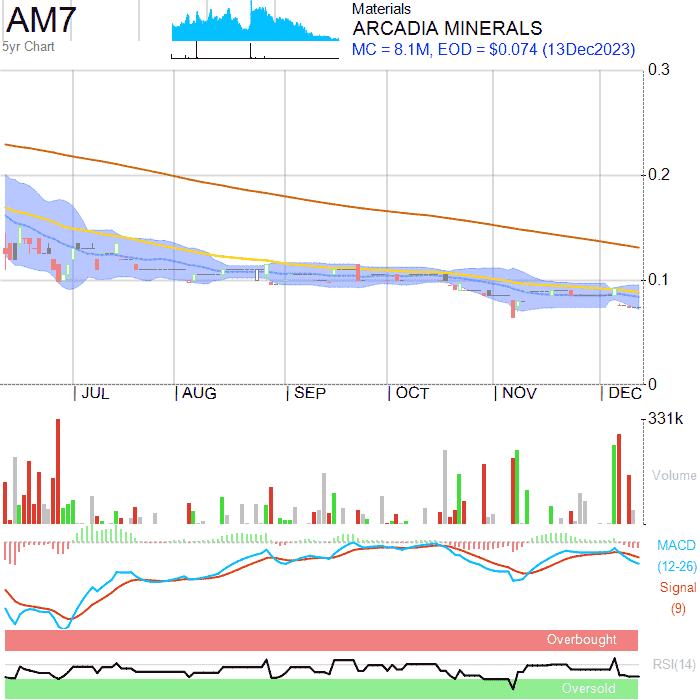 AM7
5yr Chart
Materials
ARCADIA MINERALS
MC = 8.1M, EOD = $0.074 (13Dec2023)
0.3
0.2
0.1
0
JUL AUG SEP OCT NOV DEC
331k
Volume
MACD
(12-26)
Signal
(9)
Overbought
RSI(14)
Oversold